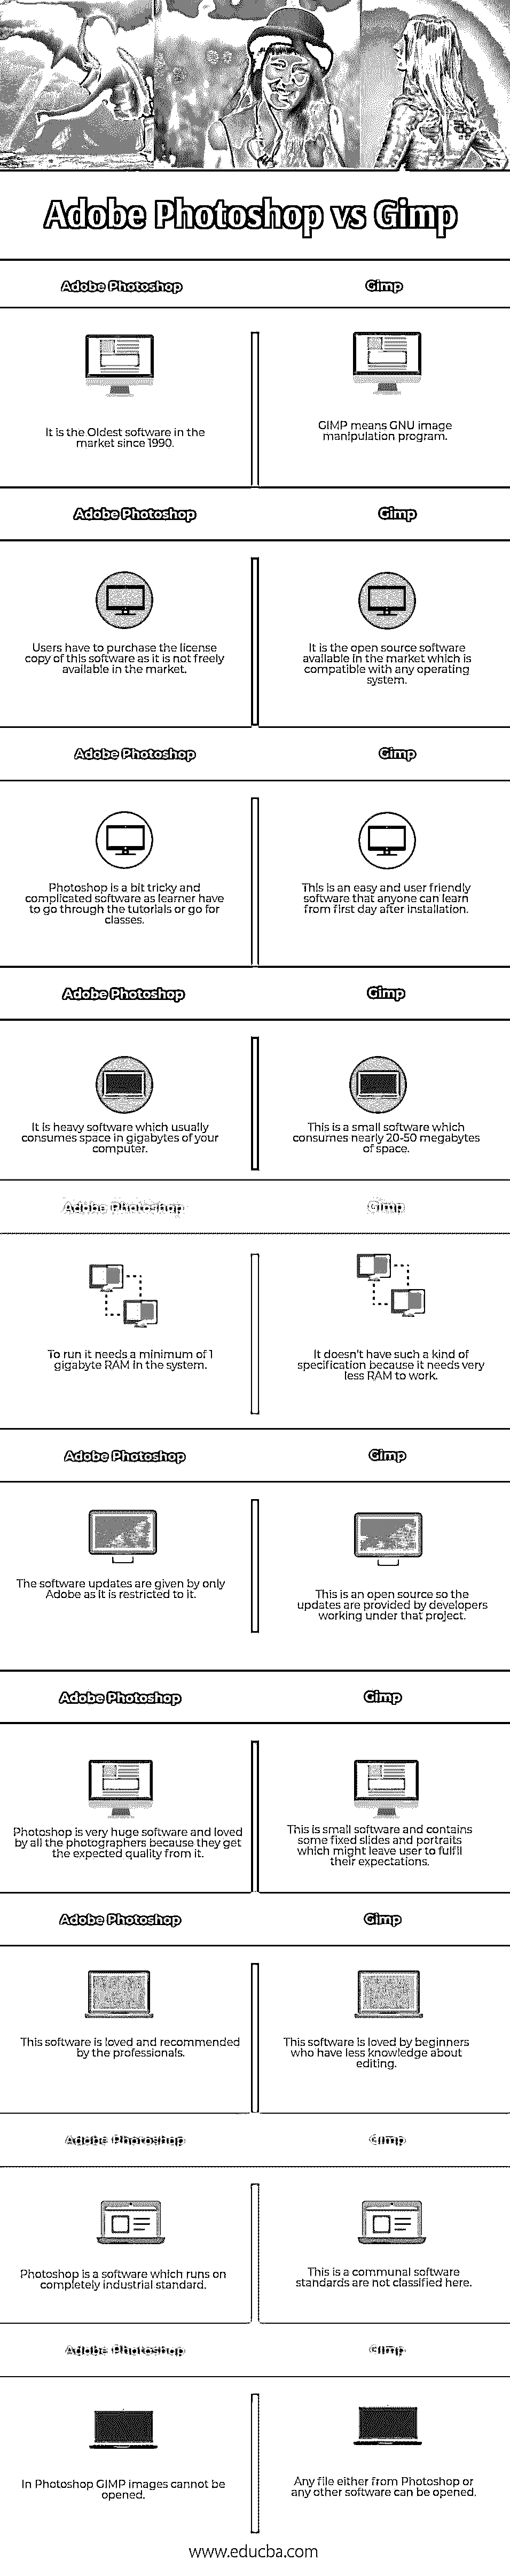 Adobe Photoshop vs Gimp
Adobe Photoshop
Gimp
It is the Oldest software in the
market since 1990.
GIMP means GNU image
manipulation program.
Adobe Photoshop
Gimp
Users have to purchase the license
copy of this software as it is not freely
available in the market.
It is the open source software
available in the market which is
compatible with any operating
system.
Adobe Photoshop
Gimp
Photoshop is a bit tricky and
complicated software as learner have
to go through the tutorials or go for
classes.
This is an easy and user friendly
software that anyone can learn
from first day after installation.
Adobe Photoshop
Gimp
It is heavy software which usually
consumes space in gigabytes of your
computer.
This is a small software which
consumes nearly 20-50 megabytes
of space.
Adobe Photoshop
Gimp
To run it needs a minimum of 1
gigabyte RAM in the system.
It doesn't have such a kind of
specification because it needs very
less RAM to work.
Adobe Photoshop
Gimp
The software updates are given by only
Adobe as it is restricted to it.
This is an open source so the
updates are provided by developers
working under that project.
Adobe Photoshop
Gimp
Photoshop is very huge software and loved
by all the photographers because they get
the expected quality from it.
This is small software and contains
some fixed slides and portraits
which might leave user to fulfil
their expectations.
Adobe Photoshop
Gimp
This software is loved and recommended
by the professionals.
This software is loved by beginners
who have less knowledge about
editing.
Adobe Photoshop
Gimp
Photoshop is a software which runs on
completely industrial standard.
This is a communal software
standards are not classified here.
Adobe Photoshop
Gimp
In Photoshop GIMP images cannot be
opened.
Any file either from Photoshop or
any other software can be opened.
www.educba.com